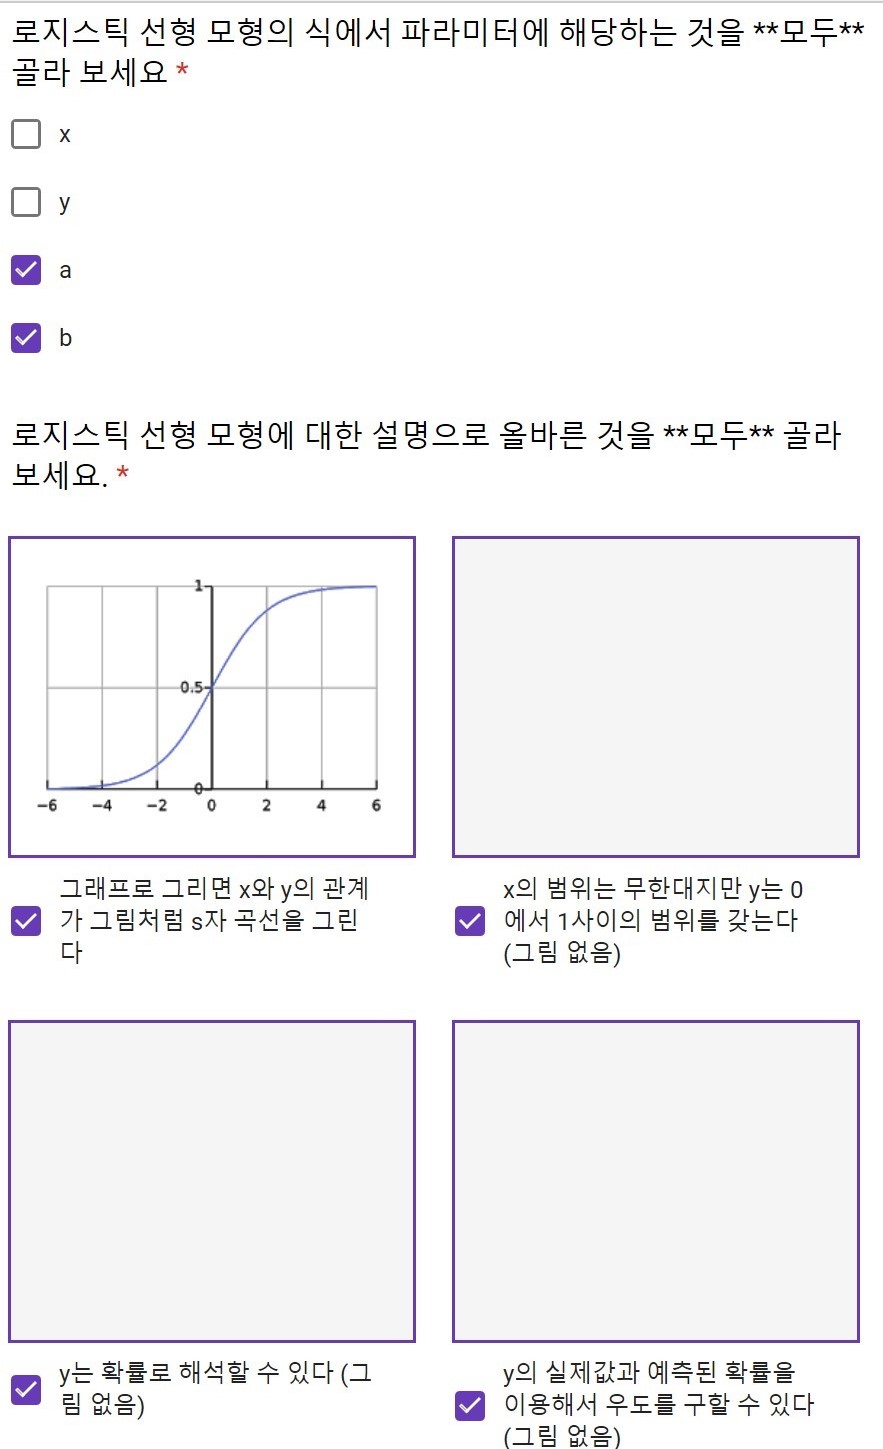 로지스틱 선형 모형의 식에서 파라미터에 해당하는 것을 **모두**
골라 보세요 *
x
y
a
b
로지스틱 선형 모형에 대한 설명으로 올바른 것을 **모두** 골라
보세요. *
1
0.5
0
-6 -4 -2 0 2 4 6
그래프로 그리면 x와 y의 관계
가 그림처럼 s자 곡선을 그린
다
x의 범위는 무한대지만 y는 0
에서 1사이의 범위를 갖는다
(그림 없음)
y는 확률로 해석할 수 있다 (그
림 없음)
y의 실제값과 예측된 확률을
이용해서 우도를 구할 수 있다
(그림 없음)